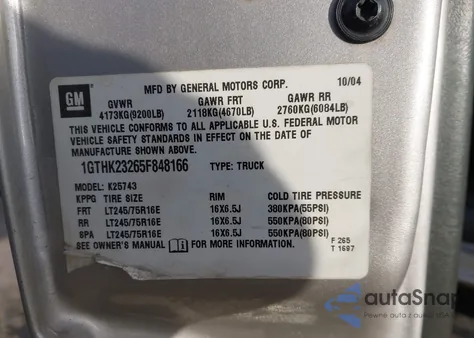 GM
MFD BY GENERAL MOTORS CORP. 10/04
GVWR GAWR FRT GAWR RR
4173KG(9200LB) 2118KG(4670LB) 2760KG(6084LB)
THIS VEHICLE CONFORMS TO ALL APPLICABLE U.S. FEDERAL MOTOR
VEHICLE SAFETY STANDARDS IN EFFECT ON THE DATE OF
MANUFACTURE SHOWN ABOVE.
1GTHK23265F848166 TYPE: TRUCK
MODEL: K25743
KPPG TIRE SIZE RIM COLD TIRE PRESSURE
FRT LT245/75R16E 16X6.5J 380KPA(55PSI)
RR LT245/75R16E 16X6.5J 550KPA(80PSI)
SPA LT245/75R16E 16X6.5J 550KPA(80PSI)
SEE OWNER'S MANUAL FOR MORE INFORMATION.
F 265
T 1687
autoSnap
Pewne auto z